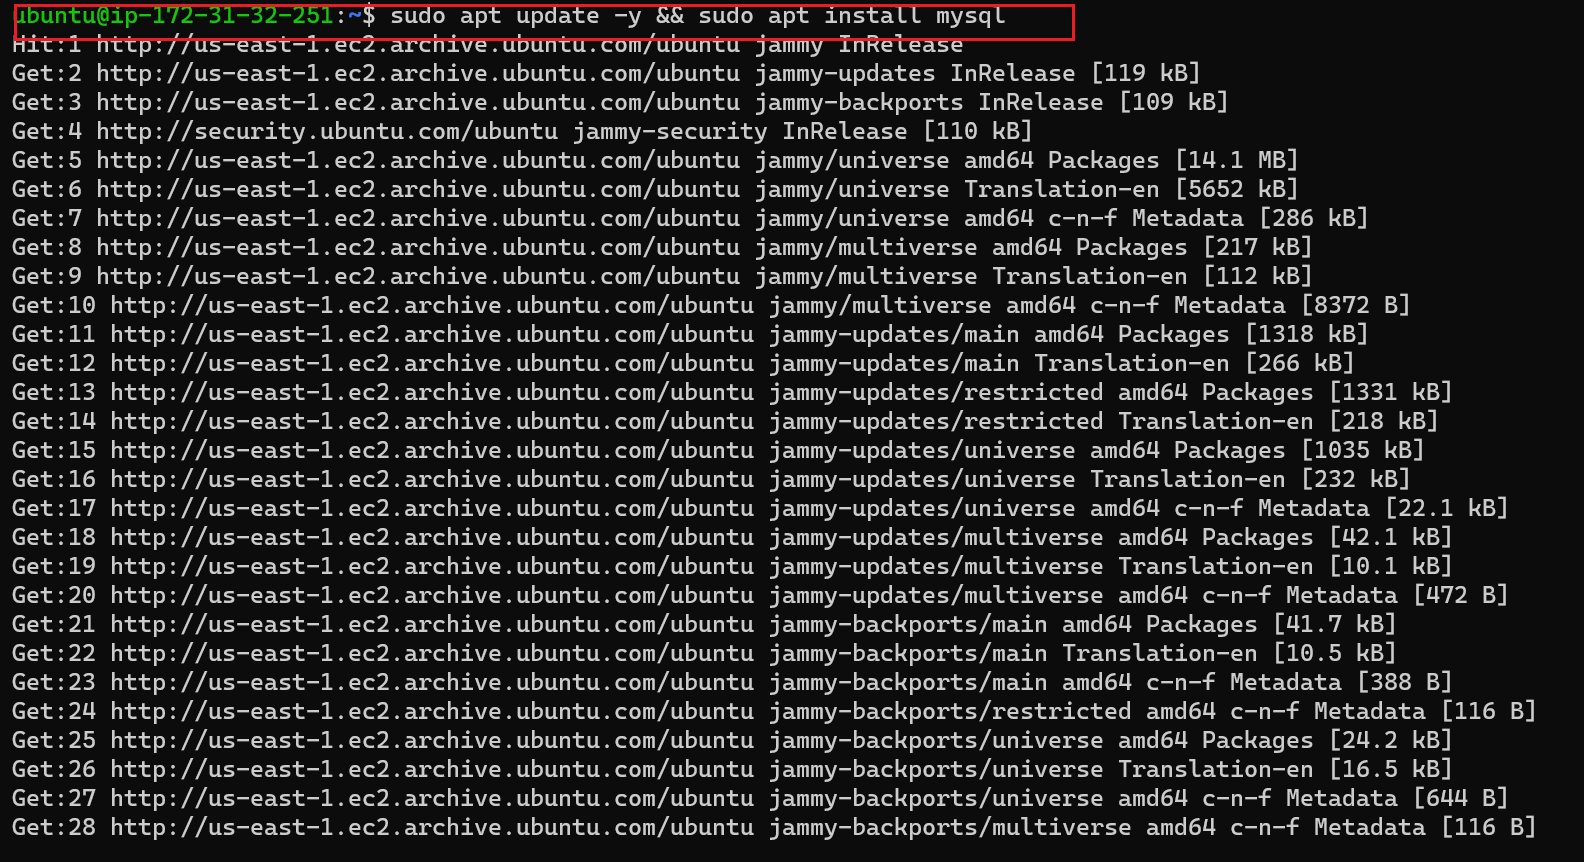 ubuntu@ip-172-31-32-251:~$ sudo apt update -y && sudo apt install mysql
Hit:1 http://us-east-1.ec2.archive.ubuntu.com/ubuntu jammy InRelease
Get:2 http://us-east-1.ec2.archive.ubuntu.com/ubuntu jammy-updates InRelease [119 kB]
Get:3 http://us-east-1.ec2.archive.ubuntu.com/ubuntu jammy-backports InRelease [109 kB]
Get:4 http://security.ubuntu.com/ubuntu jammy-security InRelease [110 kB]
Get:5 http://us-east-1.ec2.archive.ubuntu.com/ubuntu jammy/universe amd64 Packages [14.1 MB]
Get:6 http://us-east-1.ec2.archive.ubuntu.com/ubuntu jammy/universe Translation-en [5652 kB]
Get:7 http://us-east-1.ec2.archive.ubuntu.com/ubuntu jammy/universe amd64 c-n-f Metadata [286 kB]
Get:8 http://us-east-1.ec2.archive.ubuntu.com/ubuntu jammy/multiverse amd64 Packages [217 kB]
Get:9 http://us-east-1.ec2.archive.ubuntu.com/ubuntu jammy/multiverse Translation-en [112 kB]
Get:10 http://us-east-1.ec2.archive.ubuntu.com/ubuntu jammy/multiverse amd64 c-n-f Metadata [8372 B]
Get:11 http://us-east-1.ec2.archive.ubuntu.com/ubuntu jammy-updates/main amd64 Packages [1318 kB]
Get:12 http://us-east-1.ec2.archive.ubuntu.com/ubuntu jammy-updates/main Translation-en [266 kB]
Get:13 http://us-east-1.ec2.archive.ubuntu.com/ubuntu jammy-updates/restricted amd64 Packages [1331 kB]
Get:14 http://us-east-1.ec2.archive.ubuntu.com/ubuntu jammy-updates/restricted Translation-en [218 kB]
Get:15 http://us-east-1.ec2.archive.ubuntu.com/ubuntu jammy-updates/universe amd64 Packages [1035 kB]
Get:16 http://us-east-1.ec2.archive.ubuntu.com/ubuntu jammy-updates/universe Translation-en [232 kB]
Get:17 http://us-east-1.ec2.archive.ubuntu.com/ubuntu jammy-updates/universe amd64 c-n-f Metadata [22.1 kB]
Get:18 http://us-east-1.ec2.archive.ubuntu.com/ubuntu jammy-updates/multiverse amd64 Packages [42.1 kB]
Get:19 http://us-east-1.ec2.archive.ubuntu.com/ubuntu jammy-updates/multiverse Translation-en [10.1 kB]
Get:20 http://us-east-1.ec2.archive.ubuntu.com/ubuntu jammy-updates/multiverse amd64 c-n-f Metadata [472 B]
Get:21 http://us-east-1.ec2.archive.ubuntu.com/ubuntu jammy-backports/main amd64 Packages [41.7 kB]
Get:22 http://us-east-1.ec2.archive.ubuntu.com/ubuntu jammy-backports/main Translation-en [10.5 kB]
Get:23 http://us-east-1.ec2.archive.ubuntu.com/ubuntu jammy-backports/main amd64 c-n-f Metadata [388 B]
Get:24 http://us-east-1.ec2.archive.ubuntu.com/ubuntu jammy-backports/restricted amd64 c-n-f Metadata [116 B]
Get:25 http://us-east-1.ec2.archive.ubuntu.com/ubuntu jammy-backports/universe amd64 Packages [24.2 kB]
Get:26 http://us-east-1.ec2.archive.ubuntu.com/ubuntu jammy-backports/universe Translation-en [16.5 kB]
Get:27 http://us-east-1.ec2.archive.ubuntu.com/ubuntu jammy-backports/universe amd64 c-n-f Metadata [644 B]
Get:28 http://us-east-1.ec2.archive.ubuntu.com/ubuntu jammy-backports/multiverse amd64 c-n-f Metadata [116 B]